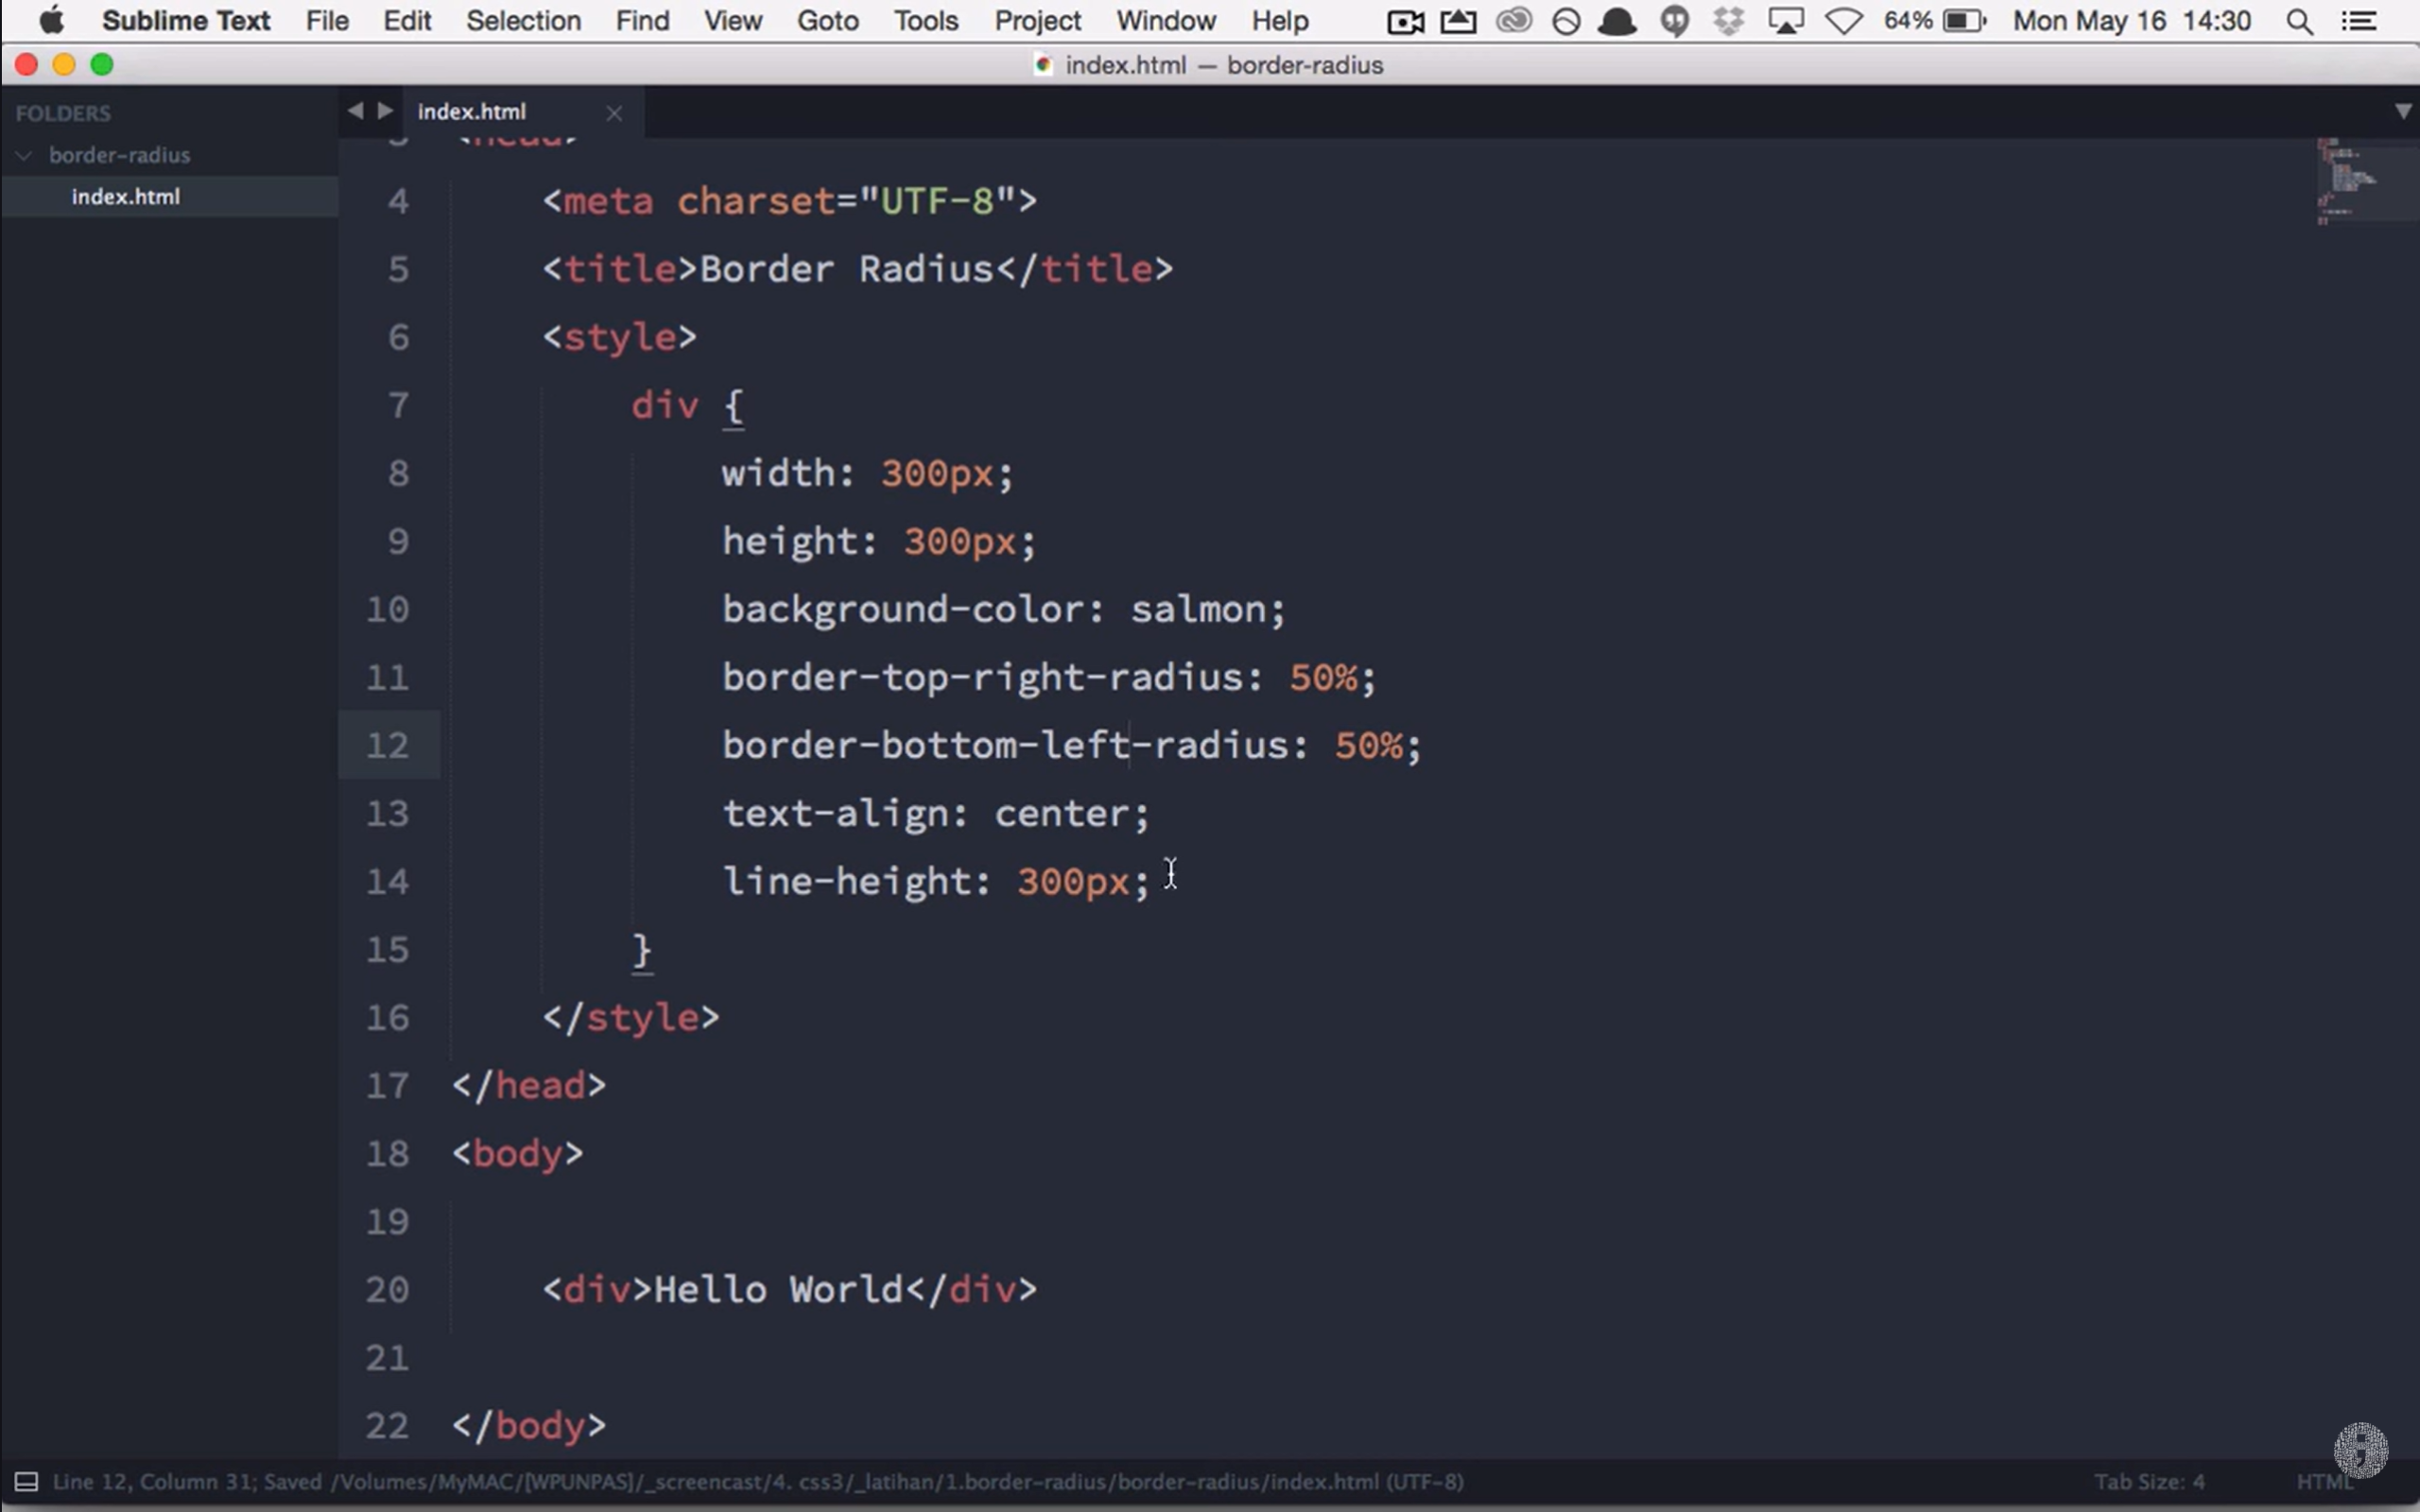 Sublime Text File Edit Selection Find View Goto Tools Project Window Help 64% Mon May 16 14:30
index.html — border-radius
FOLDERS
border-radius
index.html
index.html
3 <head>
4 <meta charset="UTF-8">
5 <title>Border Radius</title>
6 <style>
7 div {
8 width: 300px;
9 height: 300px;
10 background-color: salmon;
11 border-top-right-radius: 50%;
12 border-bottom-left-radius: 50%;
13 text-align: center;
14 line-height: 300px;
15 }
16 </style>
17 </head>
18 <body>
19
20 <div>Hello World</div>
21
22 </body>
Line 12, Column 31; Saved /Volumes/MyMAC/[WPUNPAS]/_screencast/4. css3/_latihan/1.border-radius/border-radius/index.html (UTF-8) Tab Size: 4 HTML